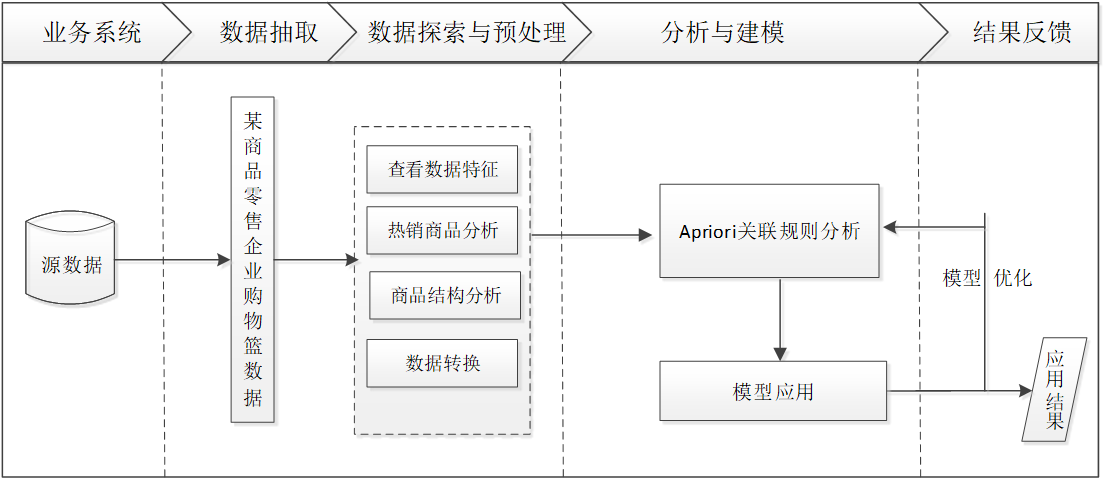 业务系统
数据抽取
数据探索与预处理
分析与建模
结果反馈
源数据
某商品零售企业购物篮数据
查看数据特征
热销商品分析
商品结构分析
数据转换
Apriori关联规则分析
模型应用
模型 优化
应用结果